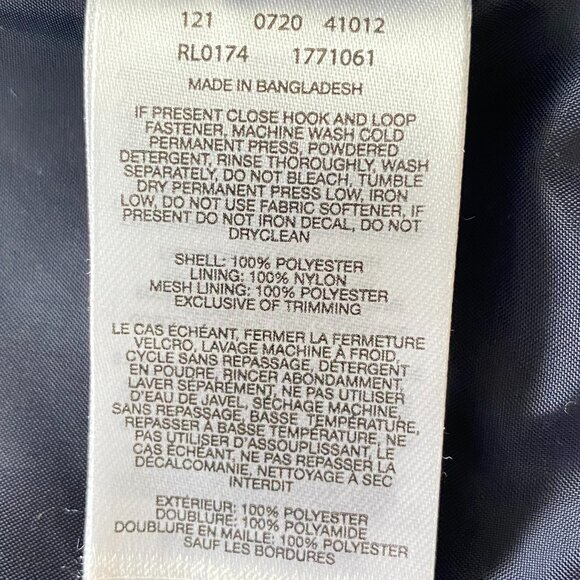 121 0720 41012
RL0174 1771061
MADE IN BANGLADESH
IF PRESENT CLOSE HOOK AND LOOP
FASTENER, MACHINE WASH COLD
PERMANENT PRESS, POWDERED
DETERGENT, RINSE THOROUGHLY, WASH
SEPARATELY, DO NOT BLEACH, TUMBLE
DRY PERMANENT PRESS LOW, IRON
LOW, DO NOT USE FABRIC SOFTENER, IF
PRESENT DO NOT IRON DECAL, DO NOT
DRYCLEAN
SHELL: 100% POLYESTER
LINING: 100% NYLON
MESH LINING: 100% POLYESTER
EXCLUSIVE OF TRIMMING
LE CAS ÉCHÉANT, FERMER LA FERMETURE
VELCRO, LAVAGE MACHINE À FROID,
CYCLE SANS REPASSAGE, DÉTERGENT
EN POUDRE, RINCER ABONDAMMENT,
LAVER SÉPARÉMENT, NE PAS UTILISER
D'EAU DE JAVEL, SÉCHAGE MACHINE,
SANS REPASSAGE, BASSE TEMPÉRATURE,
REPASSER À BASSE TEMPÉRATURE, NE
PAS UTILISER D'ASSOUPLISSANT, LE
CAS ÉCHÉANT, NE PAS REPASSER LA
DÉCALCOMANIE, NETTOYAGE À SEC
INTERDIT
EXTÉRIEUR: 100% POLYESTER
DOUBLURE: 100% POLYAMIDE
DOUBLURE EN MAILLE: 100% POLYESTER
SAUF LES BORDURES